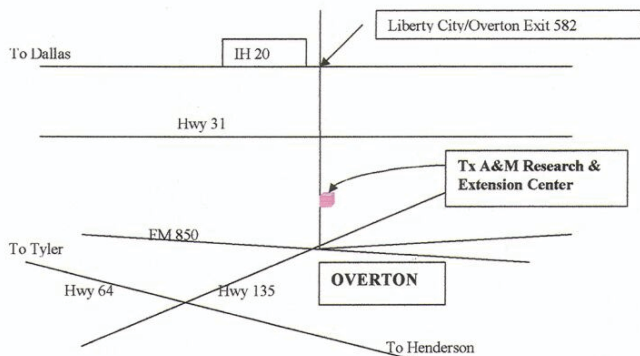 Liberty City/Overton Exit 582
To Dallas
IH 20
Hwy 31
Tx A&M Research &
Extension Center
FM 850
To Tyler
OVERTON
Hwy 64
Hwy 135
To Henderson